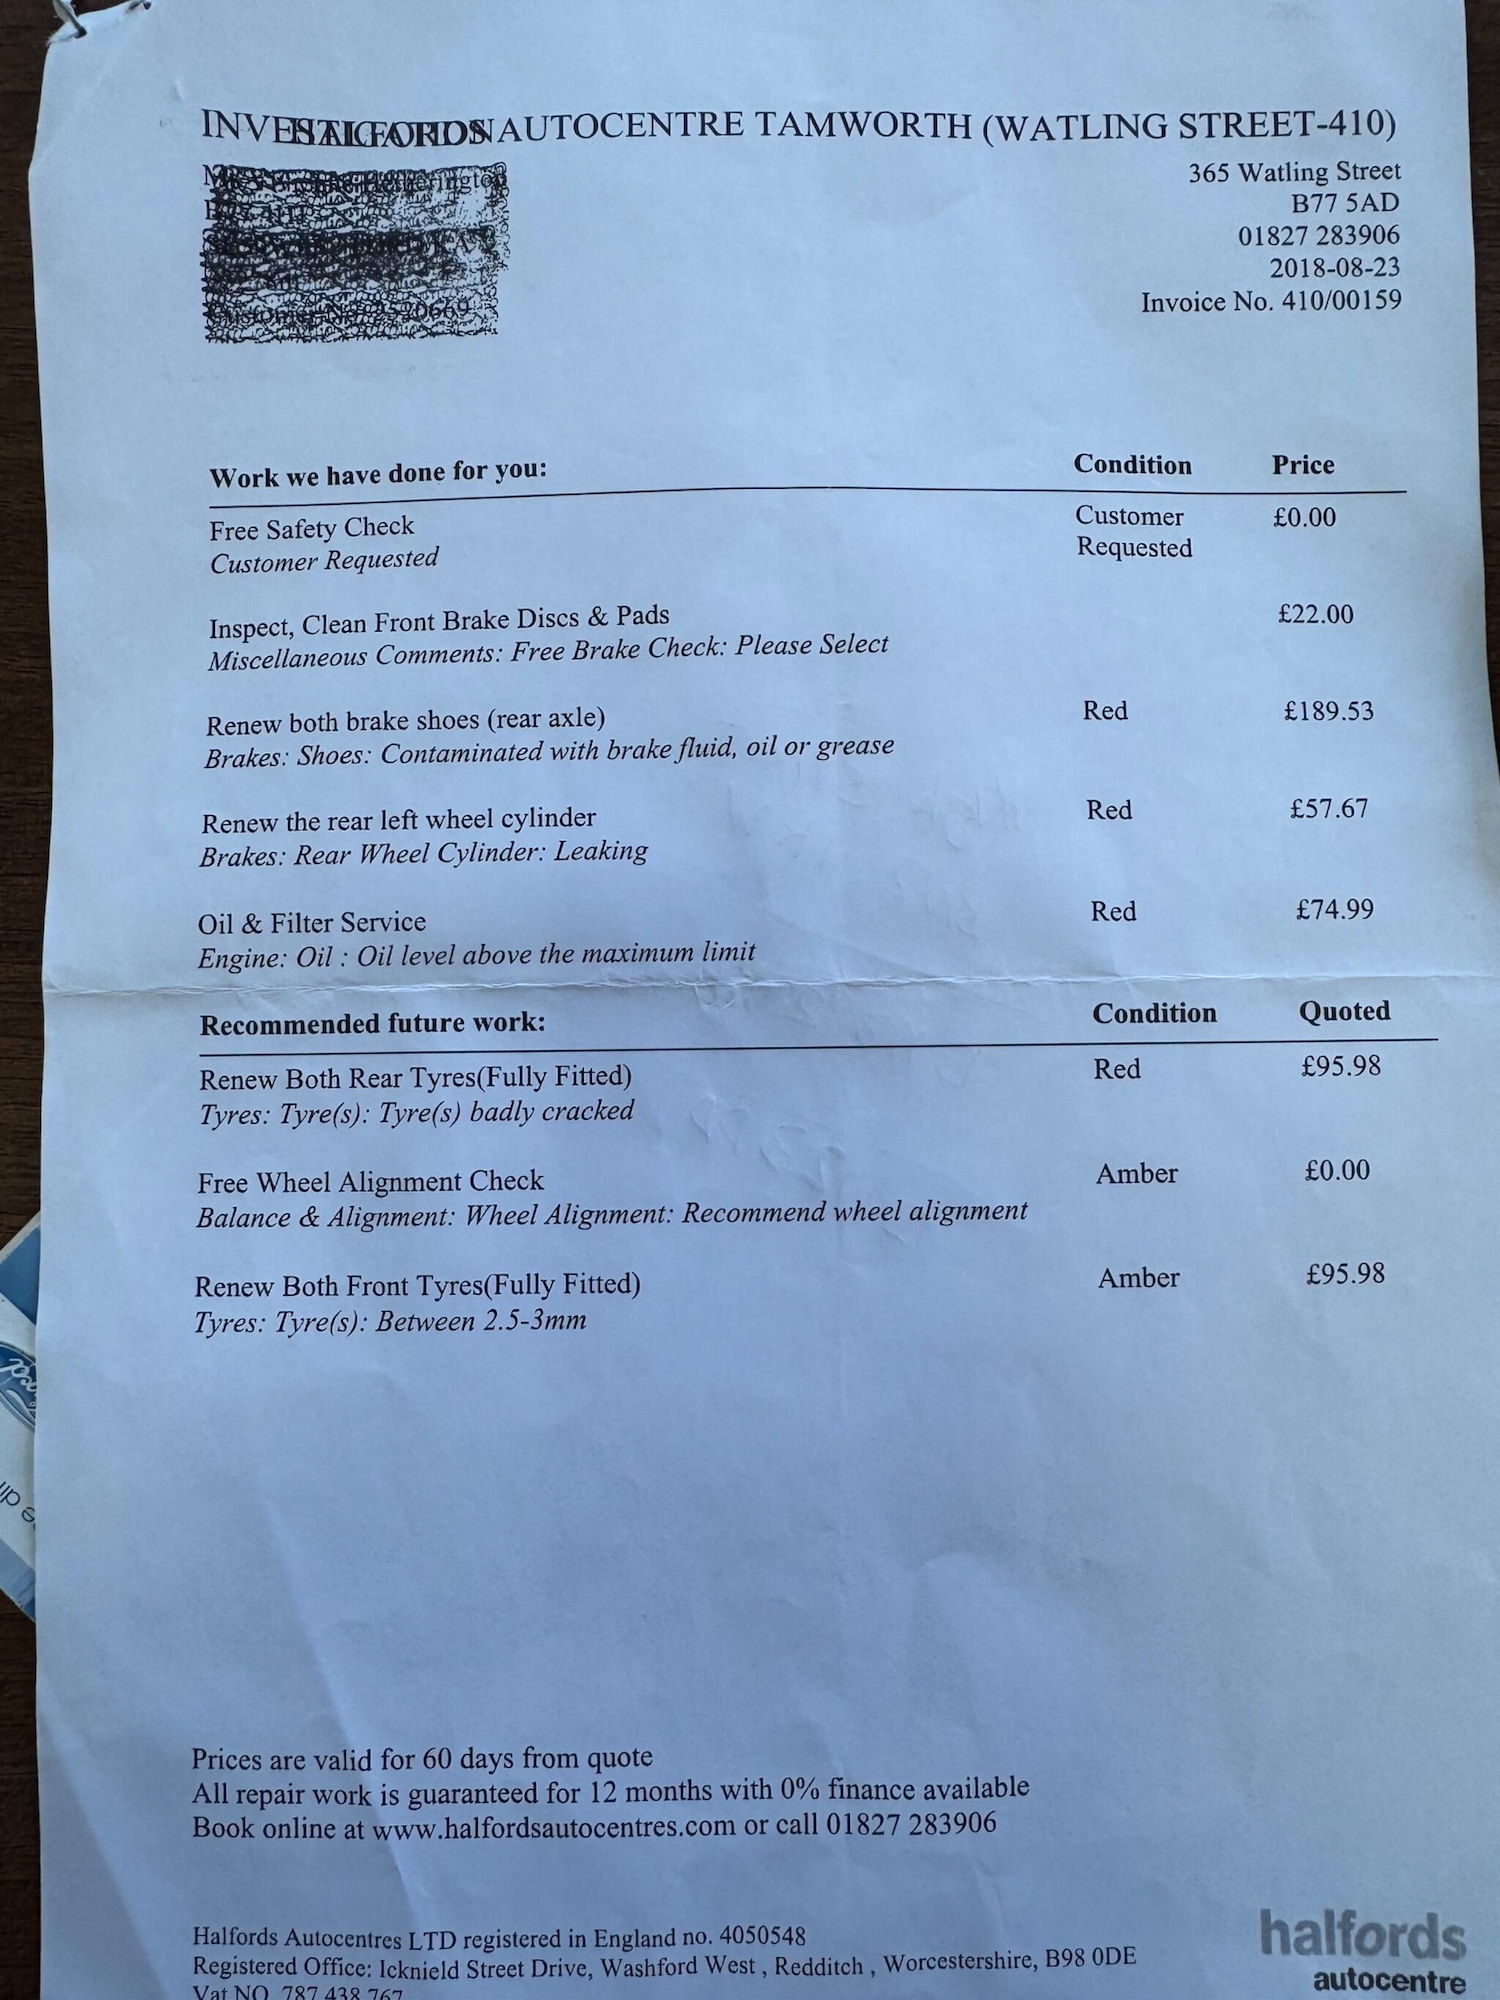 AUTOCENTRE TAMWORTH (WATLING STREET-410)
365 Watling Street
B77 5AD
01827 283906
2018-08-23
Invoice No. 410/00159
Work we have done for you: Condition Price
Free Safety Check Customer £0.00
Customer Requested Requested
Inspect, Clean Front Brake Discs & Pads £22.00
Miscellaneous Comments: Free Brake Check: Please Select
Renew both brake shoes (rear axle) Red £189.53
Brakes: Shoes: Contaminated with brake fluid, oil or grease
Renew the rear left wheel cylinder Red £57.67
Brakes: Rear Wheel Cylinder: Leaking
Oil & Filter Service Red £74.99
Engine: Oil : Oil level above the maximum limit
Recommended future work: Condition Quoted
Renew Both Rear Tyres(Fully Fitted) Red £95.98
Tyres: Tyre(s): Tyre(s) badly cracked
Free Wheel Alignment Check Amber £0.00
Balance & Alignment: Wheel Alignment: Recommend wheel alignment
Renew Both Front Tyres(Fully Fitted) Amber £95.98
Tyres: Tyre(s): Between 2.5-3mm
Prices are valid for 60 days from quote
All repair work is guaranteed for 12 months with 0% finance available
Book online at www.halfordsautocentres.com or call 01827 283906
Halfords Autocentres LTD registered in England no. 4050548
Registered Office: Icknield Street Drive, Washford West , Redditch , Worcestershire, B98 0DE
Vat NO. 787 438 767
halfords
autocentre